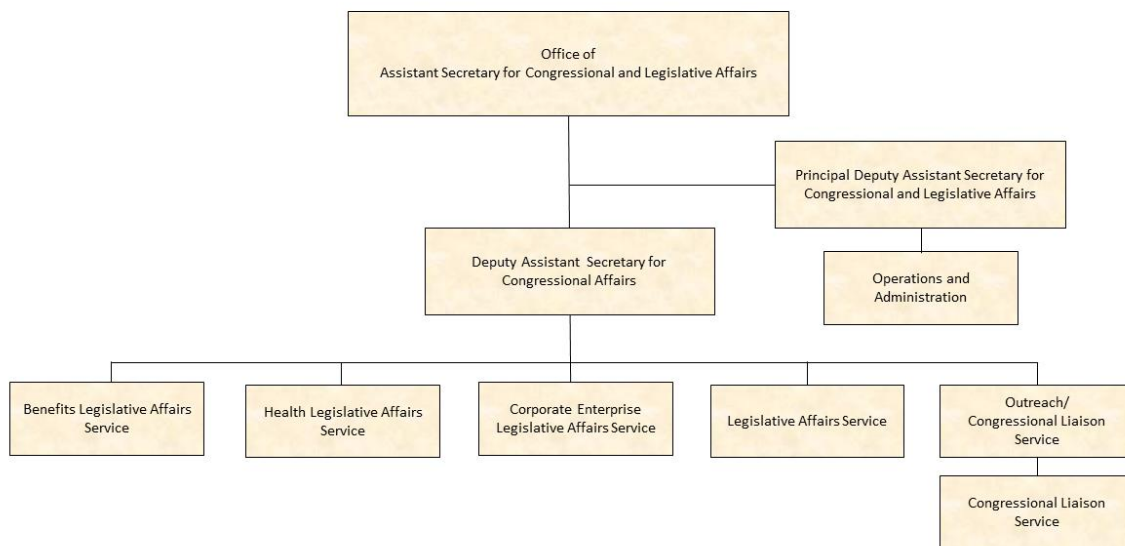 Office of
Assistant Secretary for Congressional and Legislative Affairs
Principal Deputy Assistant Secretary for
Congressional and Legislative Affairs
Deputy Assistant Secretary for
Congressional Affairs
Operations and
Administration
Benefits Legislative Affairs
Service
Health Legislative Affairs
Service
Corporate Enterprise
Legislative Affairs Service
Legislative Affairs Service
Outreach/
Congressional Liaison
Service
Congressional Liaison
Service